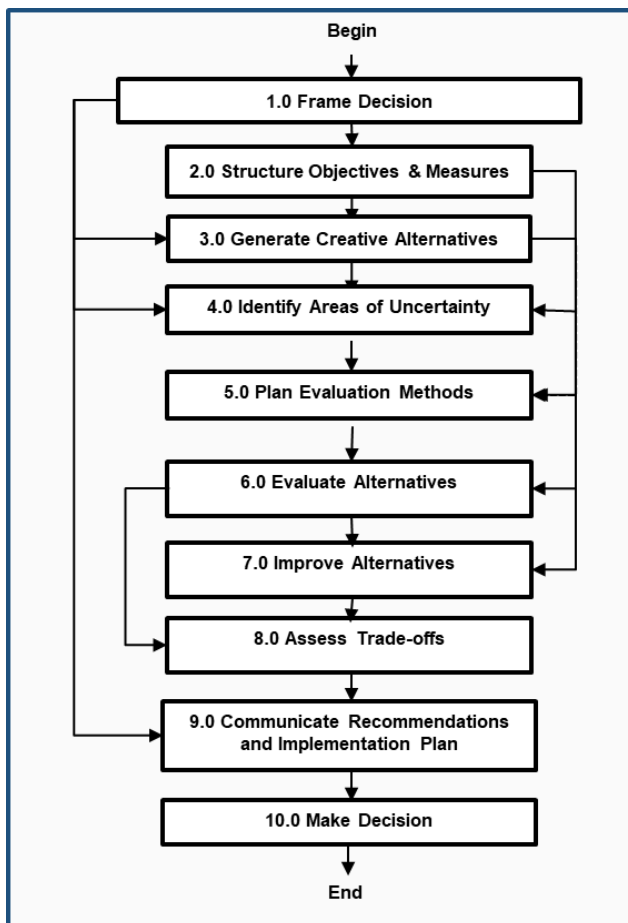 Begin
1.0 Frame Decision
2.0 Structure Objectives & Measures
3.0 Generate Creative Alternatives
4.0 Identify Areas of Uncertainty
5.0 Plan Evaluation Methods
6.0 Evaluate Alternatives
7.0 Improve Alternatives
8.0 Assess Trade-offs
9.0 Communicate Recommendations
and Implementation Plan
10.0 Make Decision
End